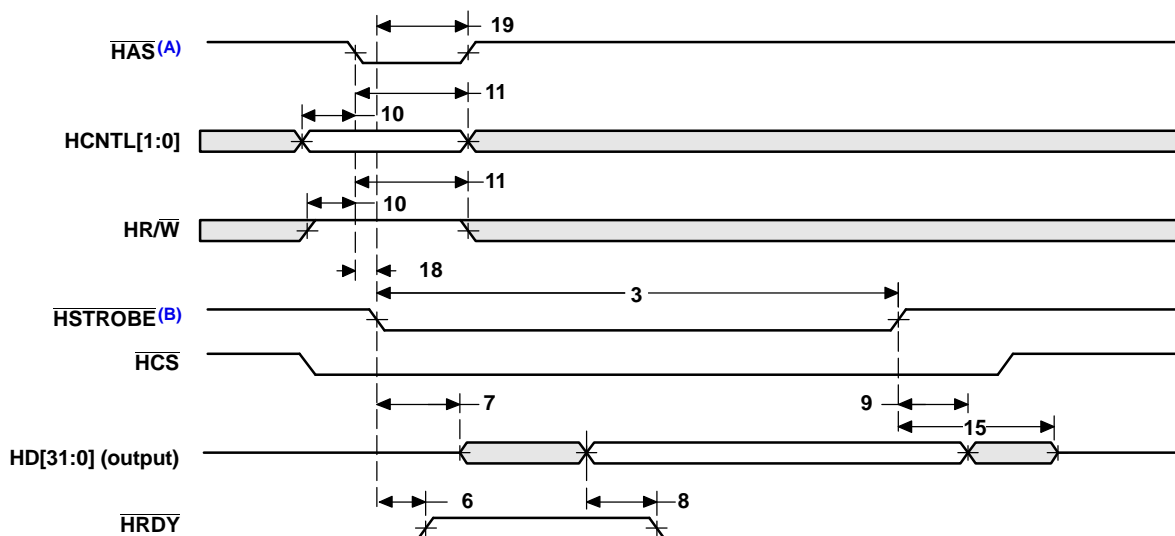 19
HAS(A)
11
10
HCNTL[1:0]
11
10
HR/W
18
3
HSTROBE(B)
HCS
7
9
15
HD[31:0] (output)
6
8
HRDY